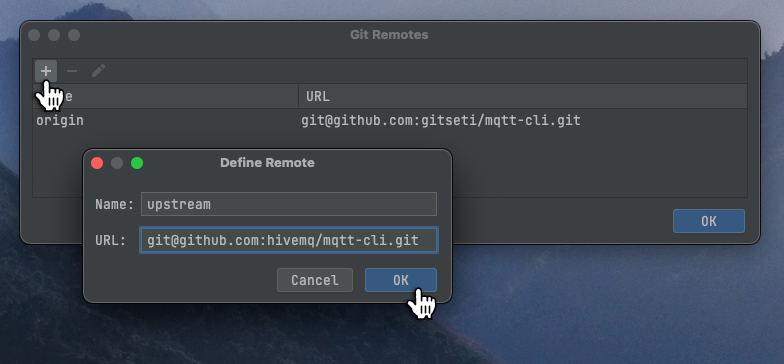 Git Remotes
URL
origin git@github.com:gitseti/mqtt-cli.git
Define Remote
Name: upstream
URL: git@github.com:hivemq/mqtt-cli.git
Cancel OK
OK